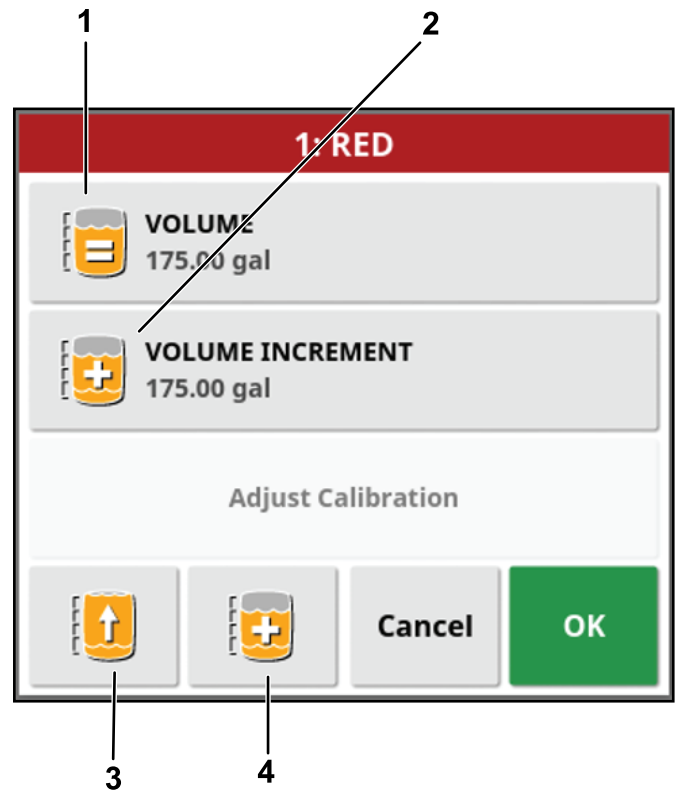 1
2
1: RED
VOLUME
175.00 gal
VOLUME INCREMENT
175.00 gal
Adjust Calibration
Cancel
OK
3
4